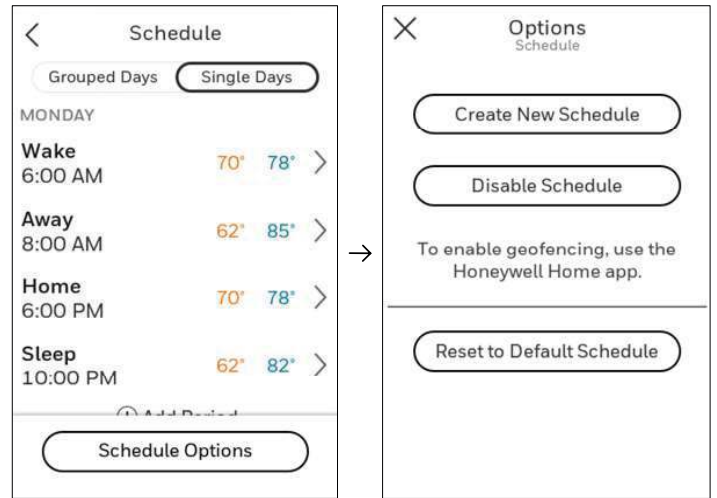 Schedule
Grouped Days Single Days
MONDAY
Wake
6:00 AM 70° 78°
Away
8:00 AM 62° 85°
Home
6:00 PM 70° 78°
Sleep
10:00 PM 62° 82°
Add Period
Schedule Options
Options
Schedule
Create New Schedule
Disable Schedule
To enable geofencing, use the
Honeywell Home app.
Reset to Default Schedule